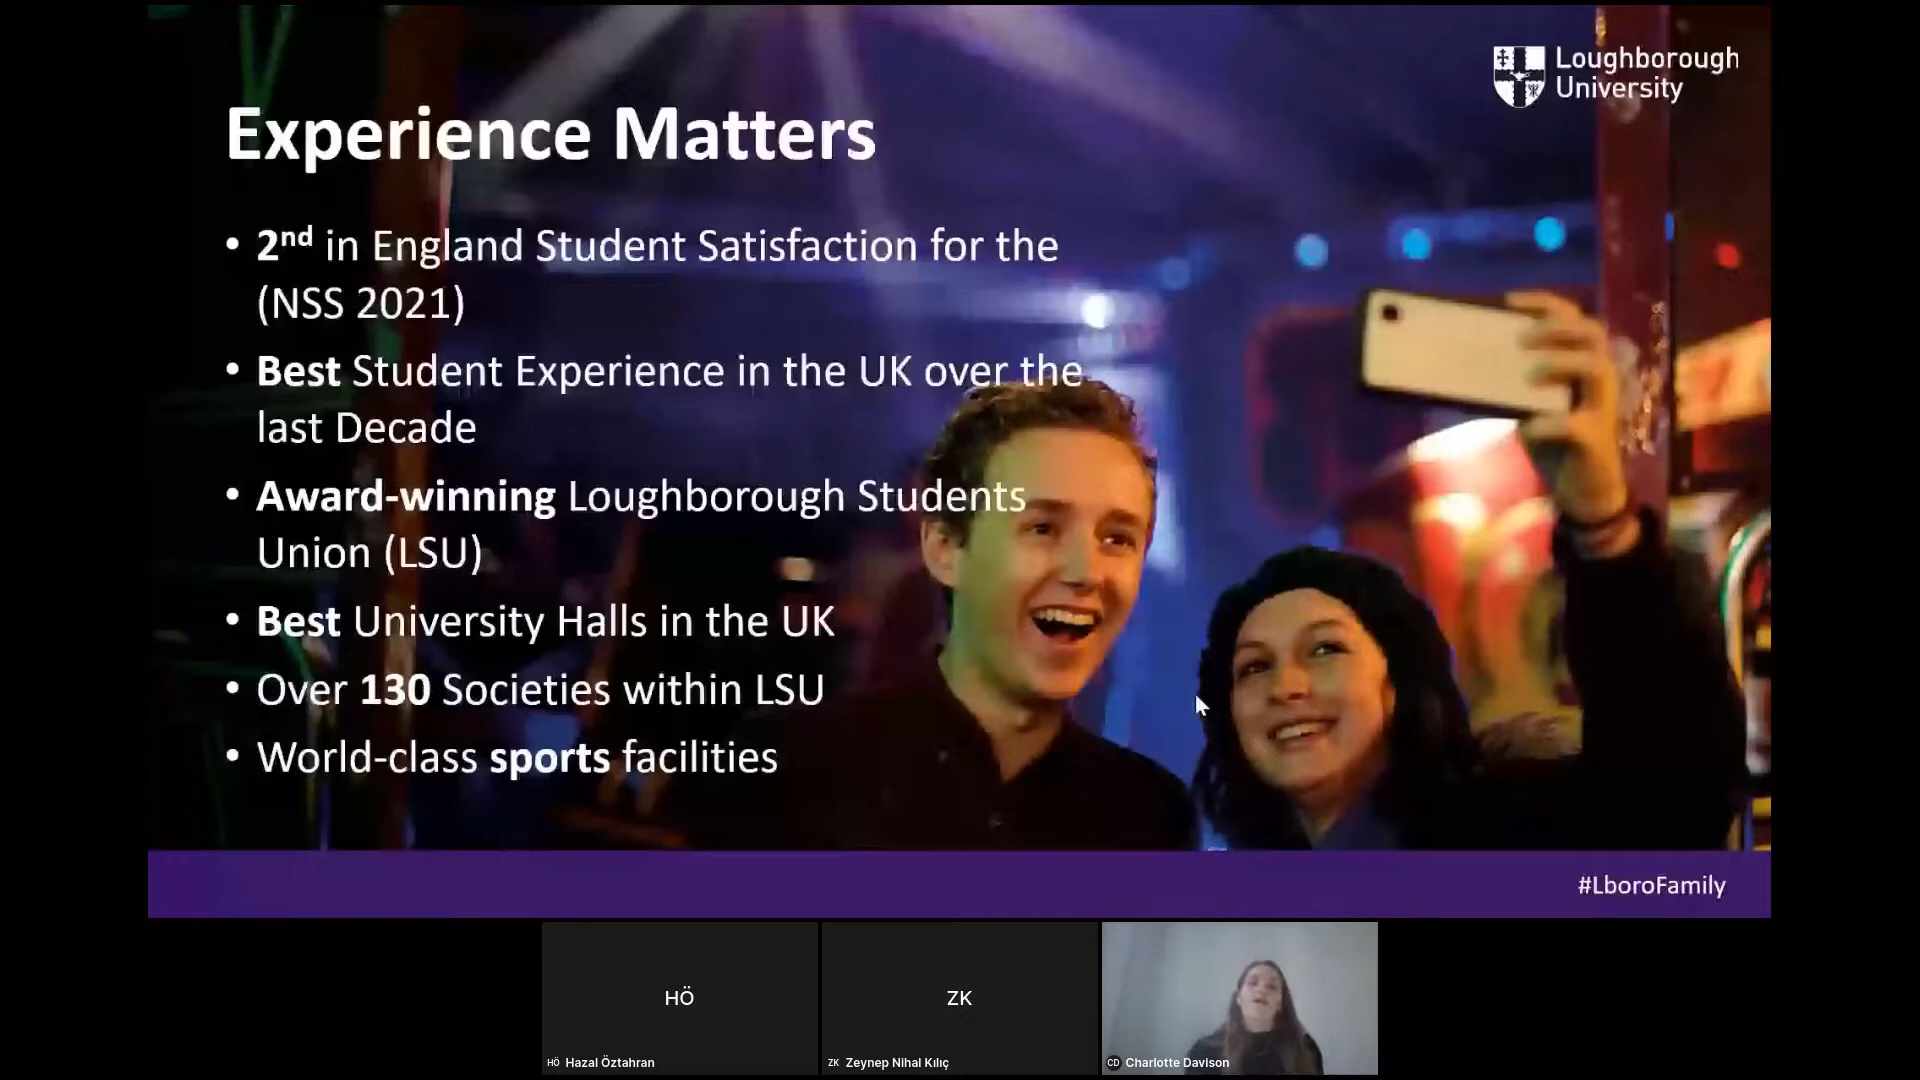 Loughborough
University
Experience Matters
• 2nd in England Student Satisfaction for the
(NSS 2021)
• Best Student Experience in the UK over the
last Decade
• Award-winning Loughborough Students
Union (LSU)
• Best University Halls in the UK
• Over 130 Societies within LSU
• World-class sports facilities
#LboroFamily
HÖ
ZK
HÖ Hazal Öztahran
ZK Zeynep Nihal Kılıç
CD Charlotte Davison